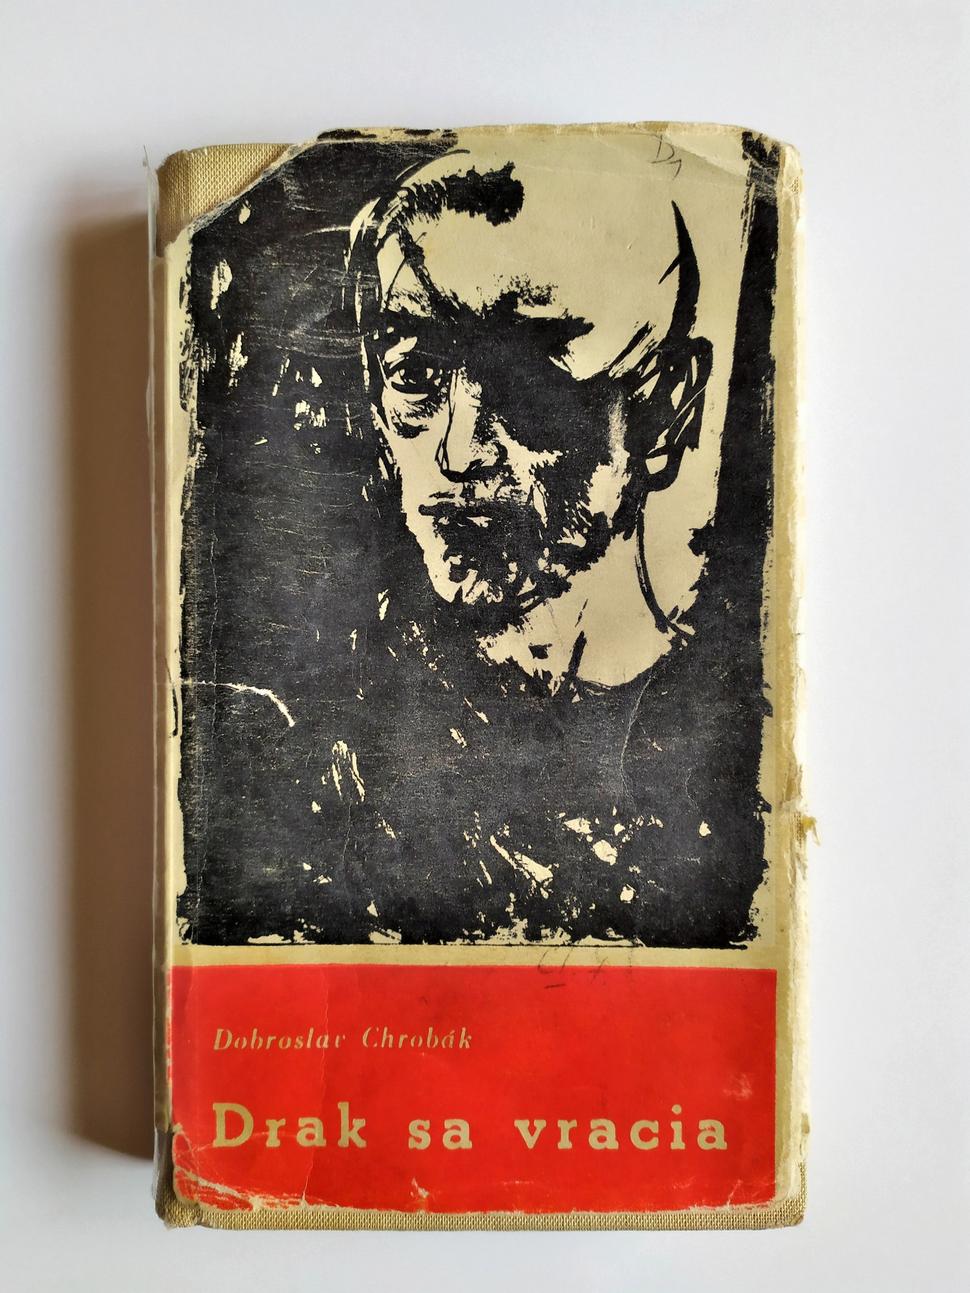 Dobroslav Chrobák
Drak sa vracia